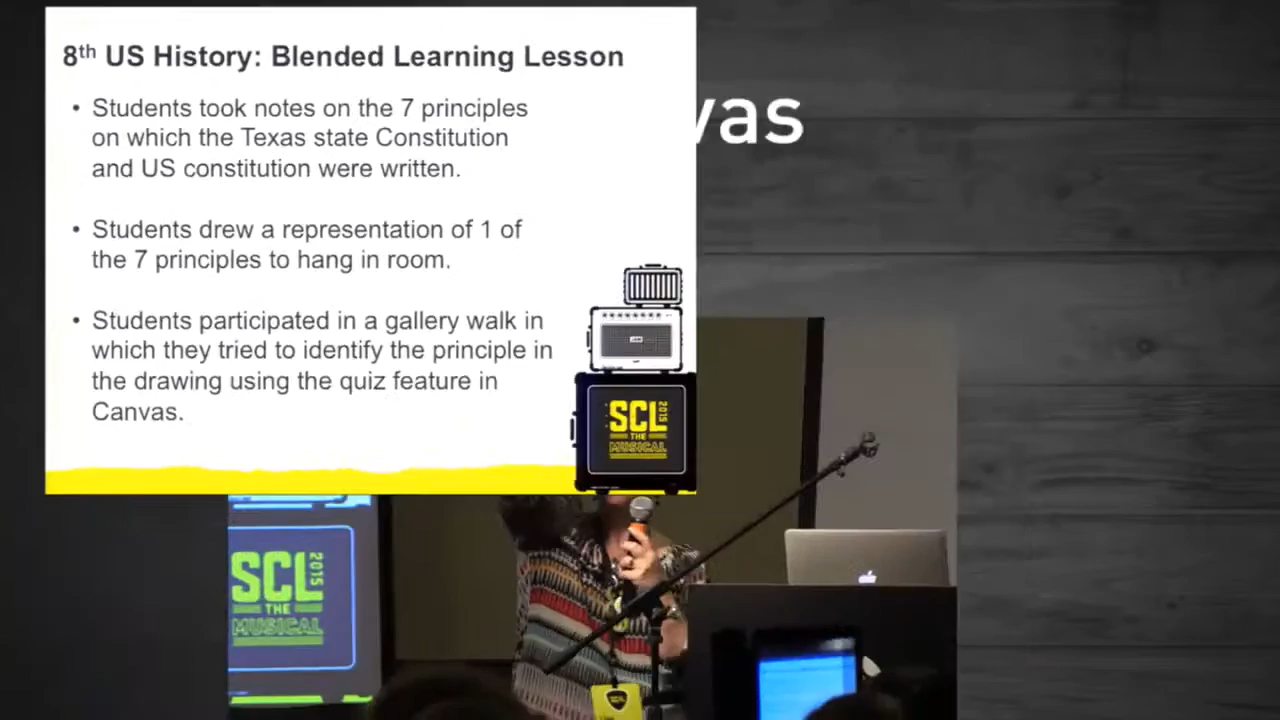 8th US History: Blended Learning Lesson
vas
• Students took notes on the 7 principles
on which the Texas state Constitution
and US constitution were written.
• Students drew a representation of 1 of
the 7 principles to hang in room.
• Students participated in a gallery walk in
which they tried to identify the principle in
the drawing using the quiz feature in
Canvas.
SCL 2015
THE
MUSICAL
SCL 2015
THE
MUSICAL